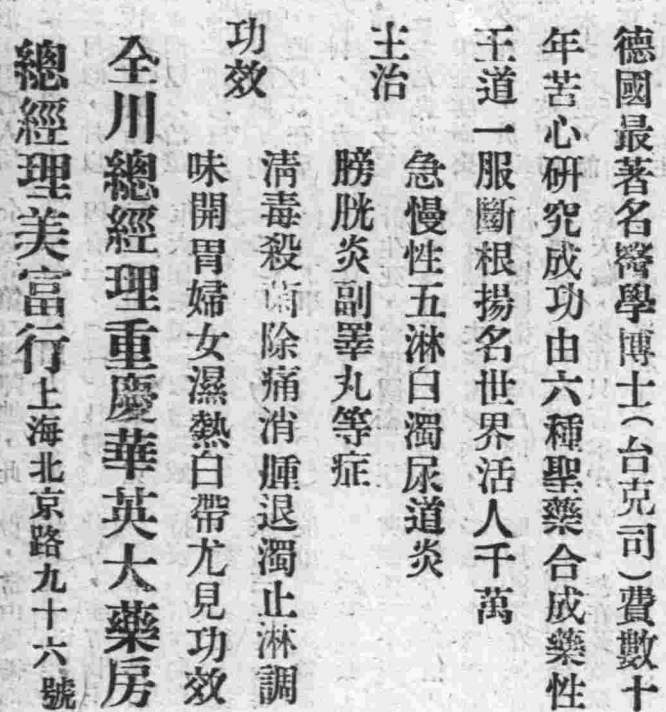 德國最著名醫學博士(台克司)費數十
年苦心研究成功由六種聖藥合成藥性
王道一服斷根揚名世界活人千萬
主治
急慢性五淋白濁尿道炎
膀胱炎副睪丸等症
功效
清毒殺菌除痛消腫退濁止淋調
味開胃婦女濕熱白帶尤見功效
全川總經理重慶華英大藥房
總經理美富行上海北京路九十六號